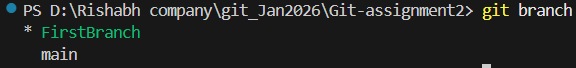 PS D:\Rishabh company\git_Jan2026\Git-assignment2> git branch
* FirstBranch
  main